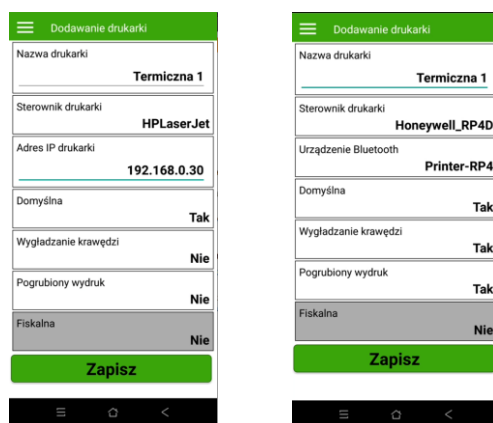 Dodawanie drukarki
Nazwa drukarki
Termiczna 1
Sterownik drukarki
HPLaserJet
Adres IP drukarki
192.168.0.30
Domyślna
Tak
Wygładzanie krawędzi
Nie
Pogrubiony wydruk
Nie
Fiskalna
Nie
Zapisz
Dodawanie drukarki
Nazwa drukarki
Termiczna 1
Sterownik drukarki
Honeywell_RP4D
Urządzenie Bluetooth
Printer-RP4
Domyślna
Tak
Wygładzanie krawędzi
Tak
Pogrubiony wydruk
Tak
Fiskalna
Nie
Zapisz